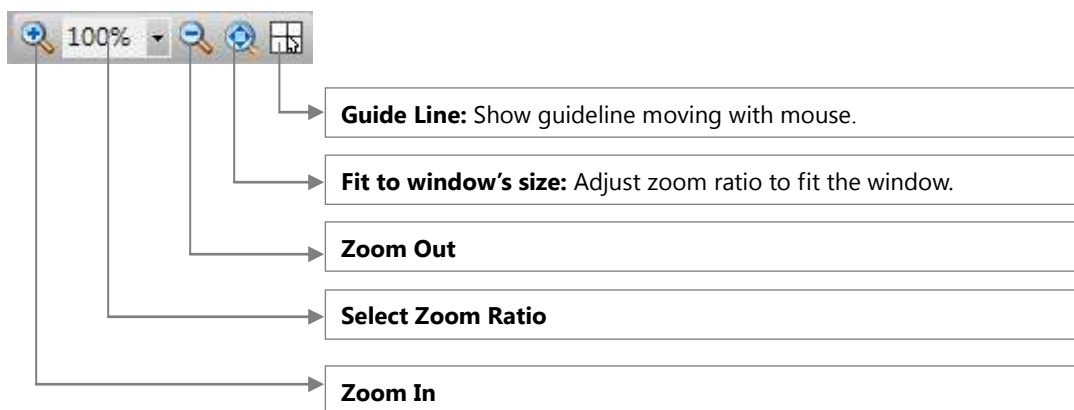 100%
Guide Line: Show guideline moving with mouse.
Fit to window’s size: Adjust zoom ratio to fit the window.
Zoom Out
Select Zoom Ratio
Zoom In